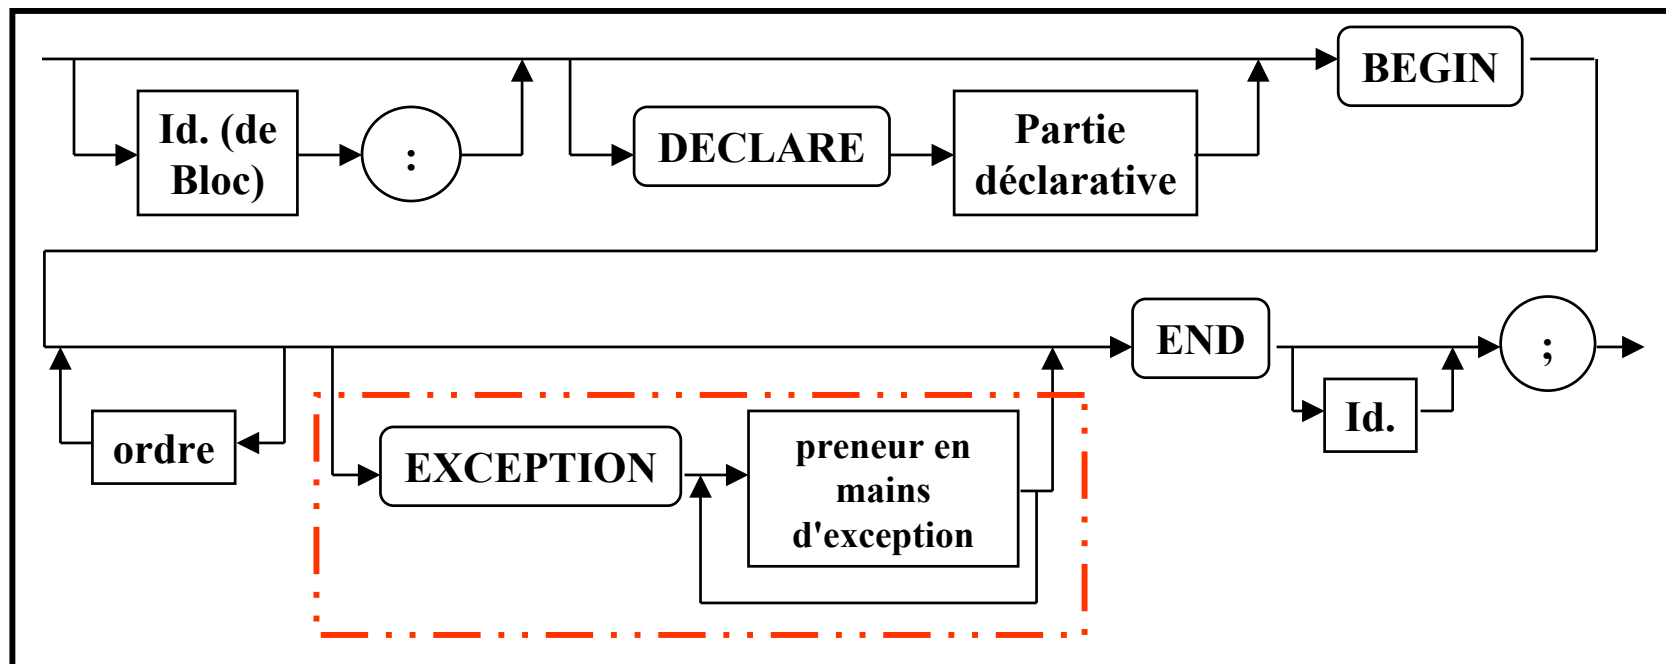 BEGIN
Id. (de
Bloc)
:
DECLARE
Partie
déclarative
END
;
ordre
EXCEPTION
preneur en
mains
d'exception
Id.